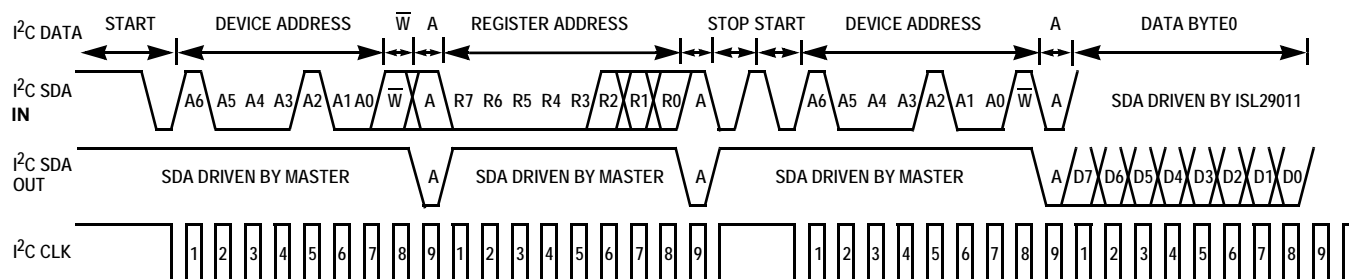 I²C DATA START DEVICE ADDRESS W̅ A REGISTER ADDRESS STOP START DEVICE ADDRESS A DATA BYTE0
I²C SDA IN A6 A5 A4 A3 A2 A1 A0 W̅ A R7 R6 R5 R4 R3 R2 R1 R0 A A6 A5 A4 A3 A2 A1 A0 W̅ A SDA DRIVEN BY ISL29011
I²C SDA OUT SDA DRIVEN BY MASTER A SDA DRIVEN BY MASTER A SDA DRIVEN BY MASTER A D7 D6 D5 D4 D3 D2 D1 D0
I²C CLK 1 2 3 4 5 6 7 8 9 1 2 3 4 5 6 7 8 9 1 2 3 4 5 6 7 8 9 1 2 3 4 5 6 7 8 9